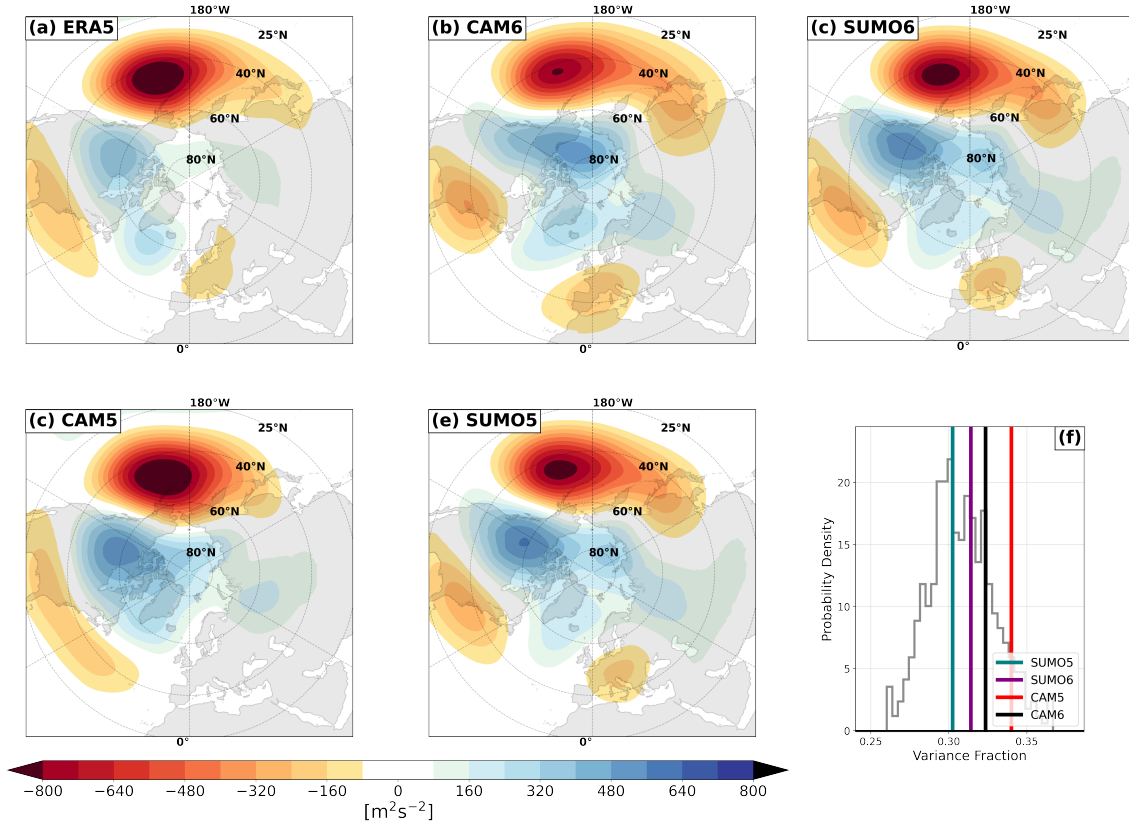 (a) ERA5
180°W
25°N
40°N
60°N
80°N
0°
(b) CAM6
180°W
25°N
40°N
60°N
80°N
0°
(c) SUMO6
180°W
25°N
40°N
60°N
80°N
0°
(c) CAM5
180°W
25°N
40°N
60°N
80°N
0°
(e) SUMO5
180°W
25°N
40°N
60°N
80°N
0°
(f)
Probability Density
20
15
10
5
0
0.25 0.30 0.35
Variance Fraction
SUMO5
SUMO6
CAM5
CAM6
−800 −640 −480 −320 −160 0 160 320 480 640 800
[m²s⁻²]